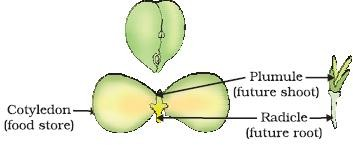 Plumule
(future shoot)
Cotyledon
(food store)
Radicle
(future root)